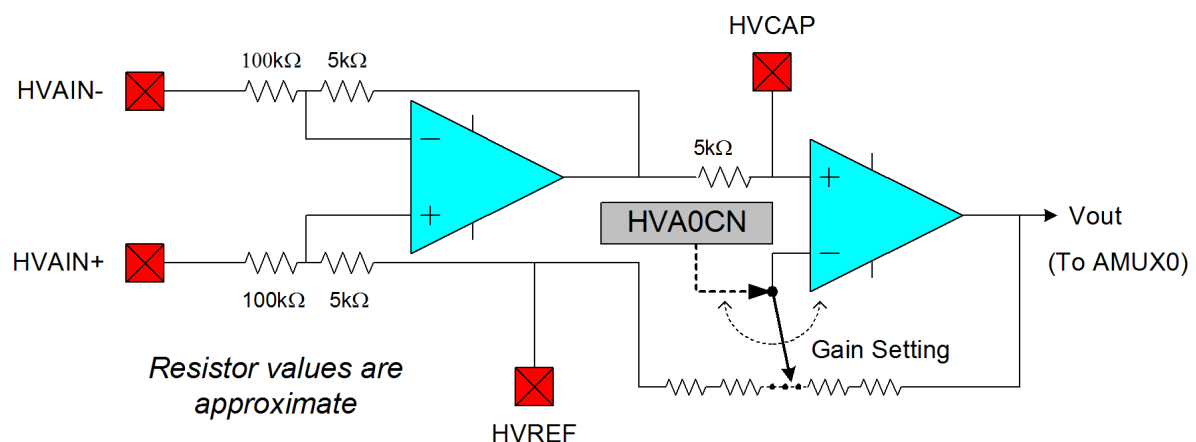 HVCAP
100kΩ
5kΩ
HVAIN-
5kΩ
HVA0CN
HVAIN+
100kΩ
5kΩ
Vout
(To AMUX0)
Gain Setting
Resistor values are
approximate
HVREF